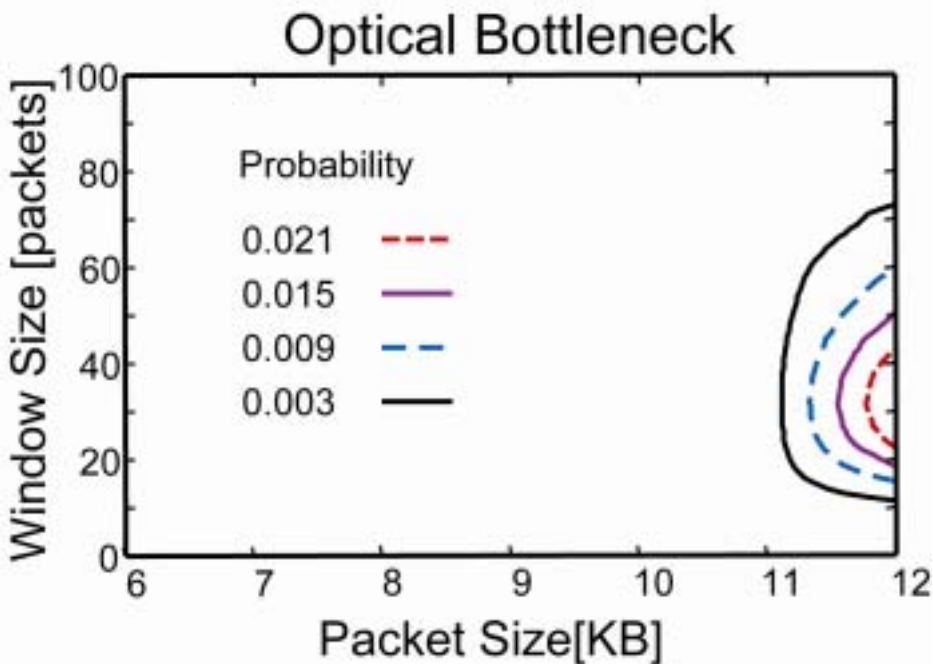 Optical Bottleneck
Window Size [packets]
100
80
60
40
20
0
Probability
0.021
0.015
0.009
0.003
6 7 8 9 10 11 12
Packet Size[KB]